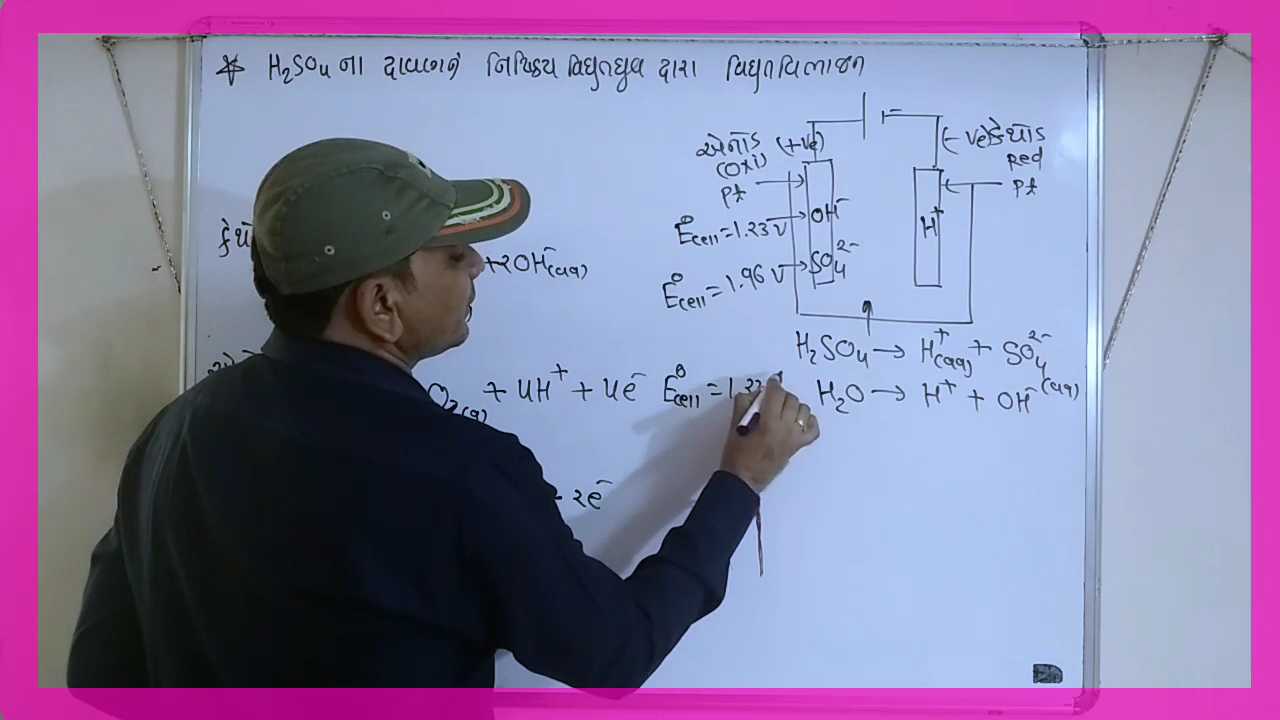 ☆ H₂SO₄ ના દ્રાવણનું નિષ્ક્રિય વિદ્યુતધ્રુવ દ્વારા વિદ્યુતવિભાજન
એનોડ (+ve) (-ve) કેથોડ
(Oxi) Red
Pt Pt
OH⁻ H⁺
E°cell = 1.23 V
SO₄²⁻
E°cell = 1.96 V
+ 2OH⁻(aq)
H₂SO₄ → H⁺(aq) + SO₄²⁻(aq)
O₂(g) + 4H⁺ + 4e⁻ E°cell = 1.23
H₂O → H⁺ + OH⁻
2e⁻